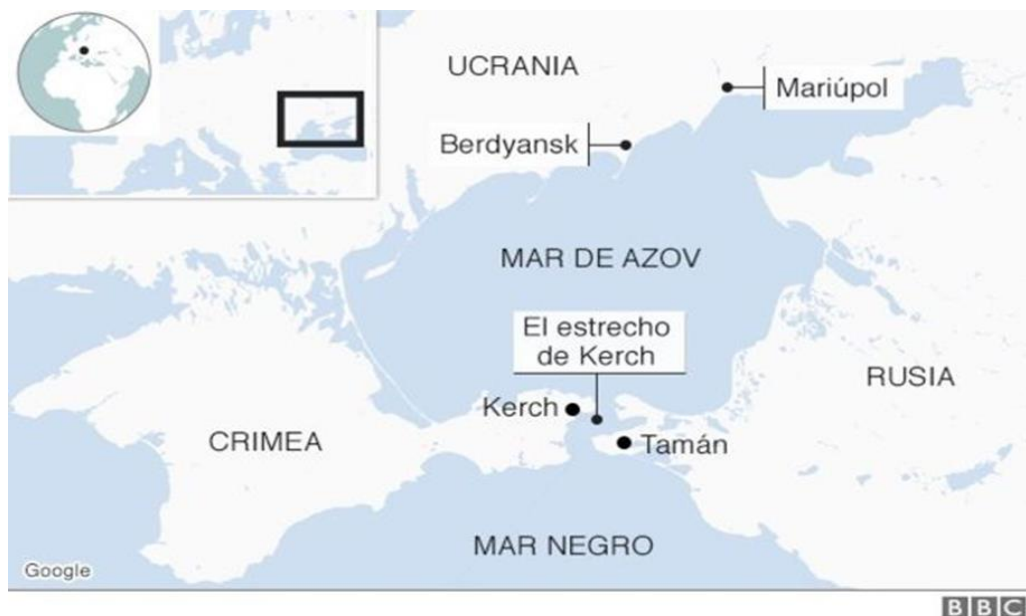 UCRANIA
Mariúpol
Berdyansk
MAR DE AZOV
El estrecho
de Kerch
RUSIA
Kerch
CRIMEA
Tamán
MAR NEGRO
Google
BBC